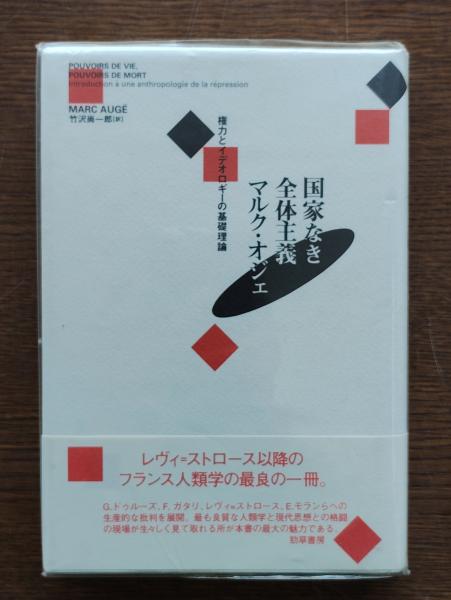 POUVOIRS DE VIE,
POUVOIRS DE MORT
Introduction à une anthropologie de la répression
MARC AUGÉ
竹沢尚一郎[訳]
国家なき
全体主義
マルク・オジェ
権力とイデオロギーの基礎理論
レヴィ=ストロース以降の
フランス人類学の最良の一冊。
G.ドゥルーズ、F.ガタリ、レヴィ=ストロース、E.モランらへの
生産的な批判を展開。最も良質な人類学と現代思想との格闘
の現場が生々しく見て取れる所が本書の最大の魅力である。
勁草書房